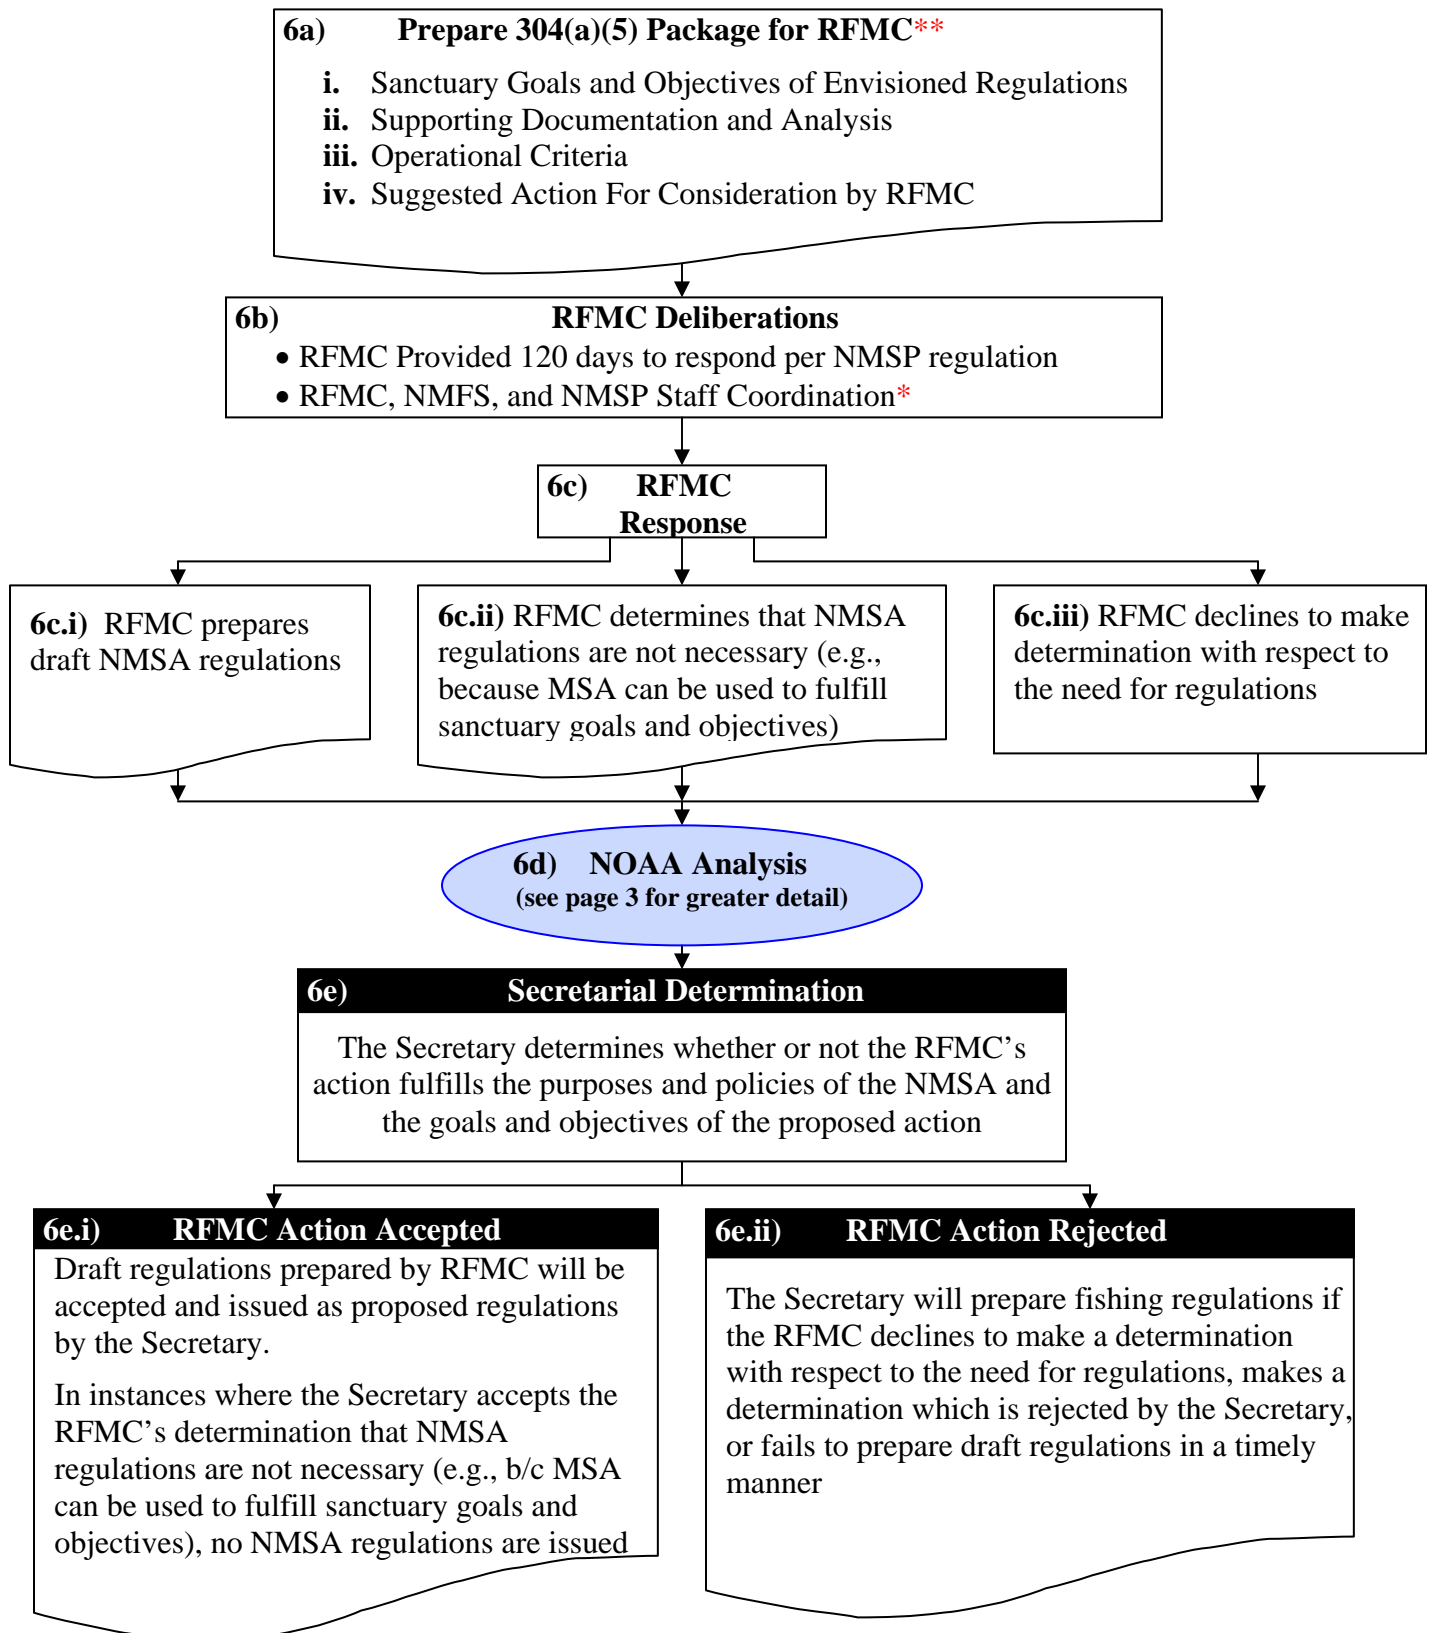 6a) Prepare 304(a)(5) Package for RFMC**
i. Sanctuary Goals and Objectives of Envisioned Regulations
ii. Supporting Documentation and Analysis
iii. Operational Criteria
iv. Suggested Action For Consideration by RFMC
6b) RFMC Deliberations
• RFMC Provided 120 days to respond per NMSP regulation
• RFMC, NMFS, and NMSP Staff Coordination*
6c) RFMC
Response
6c.i) RFMC prepares
draft NMSA regulations
6c.ii) RFMC determines that NMSA
regulations are not necessary (e.g.,
because MSA can be used to fulfill
sanctuary goals and objectives)
6c.iii) RFMC declines to make
determination with respect to
the need for regulations
6d) NOAA Analysis
(see page 3 for greater detail)
6e) Secretarial Determination
The Secretary determines whether or not the RFMC’s
action fulfills the purposes and policies of the NMSA and
the goals and objectives of the proposed action
6e.i) RFMC Action Accepted
Draft regulations prepared by RFMC will be
accepted and issued as proposed regulations
by the Secretary.
In instances where the Secretary accepts the
RFMC’s determination that NMSA
regulations are not necessary (e.g., b/c MSA
can be used to fulfill sanctuary goals and
objectives), no NMSA regulations are issued
6e.ii) RFMC Action Rejected
The Secretary will prepare fishing regulations if
the RFMC declines to make a determination
with respect to the need for regulations, makes a
determination which is rejected by the Secretary,
or fails to prepare draft regulations in a timely
manner